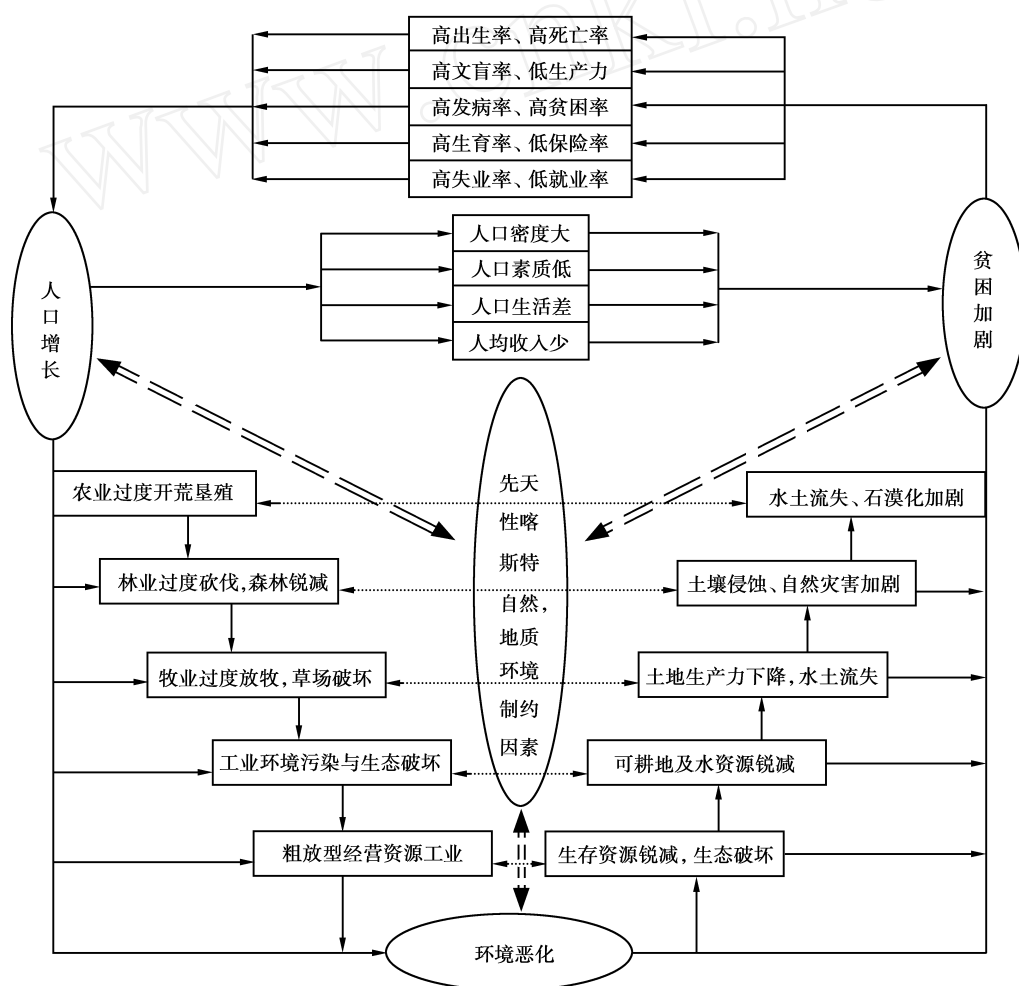 高出生率、高死亡率
高文盲率、低生产力
高发病率、高贫困率
高生育率、低保险率
高失业率、低就业率
人口密度大
人口素质低
人口生活差
人均收入少
人
口
增
长
贫
困
加
剧
先天
性喀
斯特
自然,
地质
环境
制约
因素
农业过度开荒垦殖
水土流失、石漠化加剧
林业过度砍伐,森林锐减
土壤侵蚀、自然灾害加剧
牧业过度放牧,草场破坏
土地生产力下降,水土流失
工业环境污染与生态破坏
可耕地及水资源锐减
粗放型经营资源工业
生存资源锐减,生态破坏
环境恶化